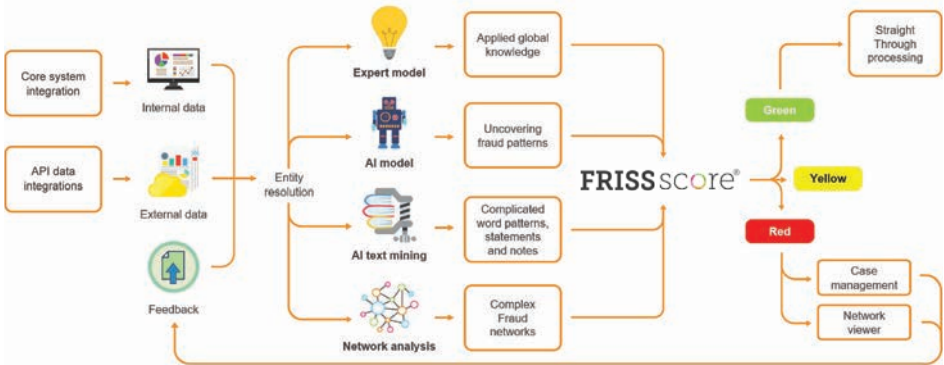 Core system
integration
Internal data
API data
integrations
External data
Feedback
Entity
resolution
Expert model
Applied global
knowledge
AI model
Uncovering
fraud patterns
AI text mining
Complicated
word patterns,
statements
and notes
Network analysis
Complex
Fraud
networks
FRISS score®
Straight
Through
processing
Green
Yellow
Red
Case
management
Network
viewer